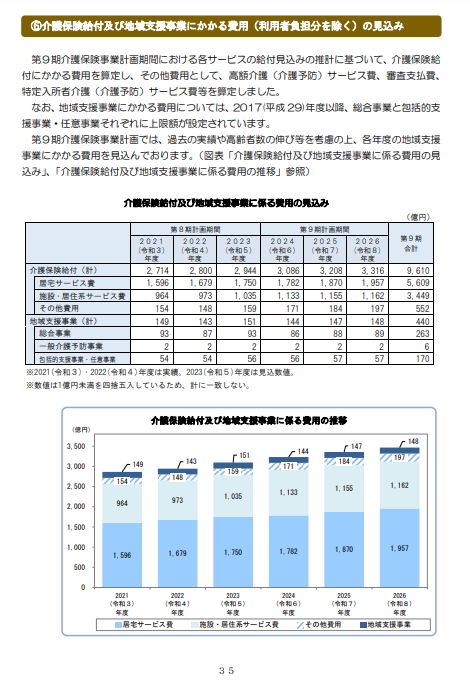 ⑥介護保険給付及び地域支援事業にかかる費用（利用者負担分を除く）の見込み
第９期介護保険事業計画期間における各サービスの給付見込みの推計に基づいて、介護保険給
付にかかる費用を算定し、その他費用として、高額介護（介護予防）サービス費、審査支払費、
特定入所者介護（介護予防）サービス費等を算定しました。
なお、地域支援事業にかかる費用については、2017(平成 29)年度以降、総合事業と包括的支
援事業・任意事業それぞれに上限額が設定されています。
第９期介護保険事業計画では、過去の実績や高齢者数の伸び等を考慮の上、各年度の地域支援
事業にかかる費用を見込んでおります。（図表「介護保険給付及び地域支援事業に係る費用の見
込み」、「介護保険給付及び地域支援事業に係る費用の推移」参照）
介護保険給付及び地域支援事業に係る費用の見込み
（億円）
第８期計画期間 第９期計画期間 第９期 合計
２０２１（令和３）年度 ２０２２（令和４）年度 ２０２３（令和５）年度 ２０２４（令和６）年度 ２０２５（令和７）年度 ２０２６（令和８）年度
介護保険給付（計） 2,714 2,800 2,944 3,086 3,208 3,316 9,610
居宅サービス費 1,596 1,679 1,750 1,782 1,870 1,957 5,609
施設・居住系サービス費 964 973 1,035 1,133 1,155 1,162 3,449
その他費用 154 148 159 171 184 197 552
地域支援事業（計） 149 143 151 144 147 148 440
総合事業 93 87 93 86 88 89 263
一般介護予防事業 2 2 2 2 2 2 6
包括的支援事業・任意事業 54 54 56 56 57 57 170
※2021(令和３)・2022(令和４)年度は実績。2023(令和５)年度は見込数値。
※数値は1億円未満を四捨五入しているため、計に一致しない。
介護保険給付及び地域支援事業に係る費用の推移
（億円）
3,500
3,000
2,500
2,000
1,500
1,000
500
0
149 143 151 144 147 148
154 148 159 171 184 197
964 973 1,035 1,133 1,155 1,162
1,596 1,679 1,750 1,782 1,870 1,957
2021 2022 2023 2024 2025 2026
（令和３） （令和４） （令和５） （令和６） （令和７） （令和８）
年度 年度 年度 年度 年度 年度
居宅サービス費 施設・居住系サービス費 その他費用 地域支援事業
３５